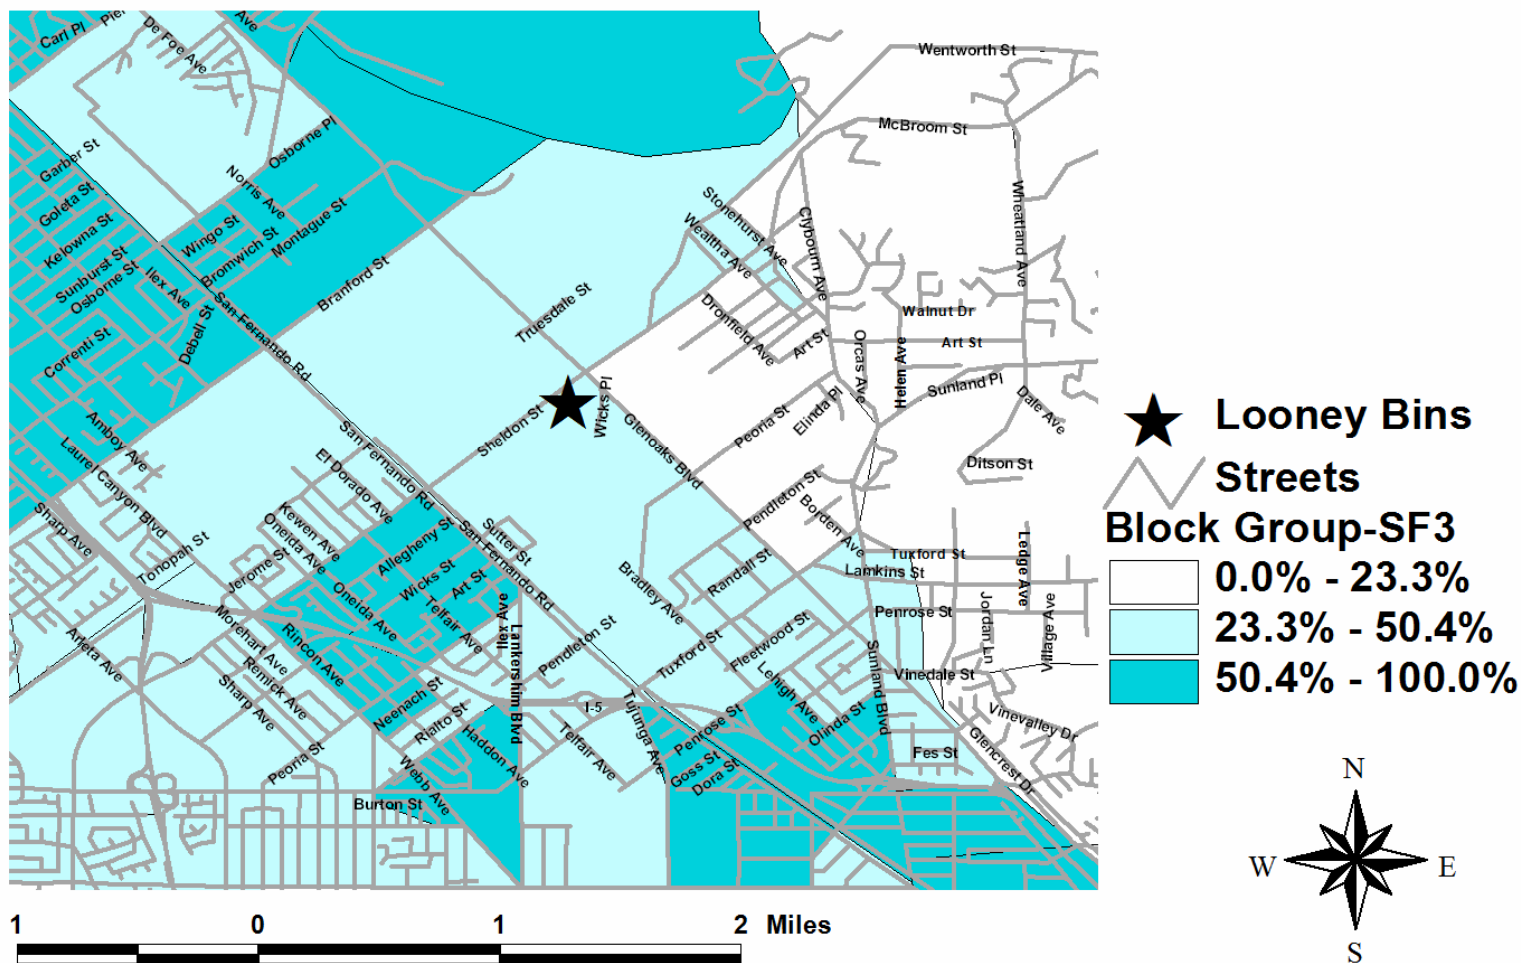 Carl Pl
Pier
De Foe Ave
Ave
Wentworth St
McBroom St
Garber St
Goleta St
Kelowna St
Sunburst St
Osborne St
Osborne Pl
Norris Ave
Wingo St
Bromwich St
Montague St
Ilex Ave
Debell St
San Fernando Rd
Branford St
Correnti St
Truesdale St
Stonehurst Ave
Wealtha Ave
Clybourn Ave
Wheatland Ave
Dronfield Ave
Art St
Walnut Dr
Art St
Orcas Ave
Helen Ave
Sunland Pl
Dale Ave
Elinda Pl
Peoria St
Ditson St
Wicks Pl
Sheldon St
Glenoaks Blvd
Amboy Ave
Laurel Canyon Blvd
Sharp Ave
Tonopah St
San Fernando Rd
El Dorado Ave
Kewen Ave
Oneida Ave
Jerome St
Allegheny St
Wicks St
Art St
Sutter St
San Fernando Rd
Oneida Ave
Telfair Ave
Ilex Ave
Lankershim Blvd
Pendleton St
Borden Ave
Randall St
Bradley Ave
Tuxford St
Lamkins St
Ledge Ave
Penrose St
Jordan Ln
Village Ave
Vinedale St
Vinevalley Dr
Glencrest Dr
Fes St
Sunland Blvd
Fleetwood St
Lehigh Ave
Olinda St
Tuxford St
Pendleton St
Arleta Ave
Morehart Ave
Rincon Ave
Remick Ave
Sharp Ave
Neenach St
Rialto St
Haddon Ave
I-5
Telfair Ave
Tujunga Ave
Penrose St
Goss St
Dora St
Peoria St
Webb Ave
Burton St
Looney Bins
Streets
Block Group-SF3
0.0% - 23.3%
23.3% - 50.4%
50.4% - 100.0%
N
W
E
S
1 0 1 2 Miles